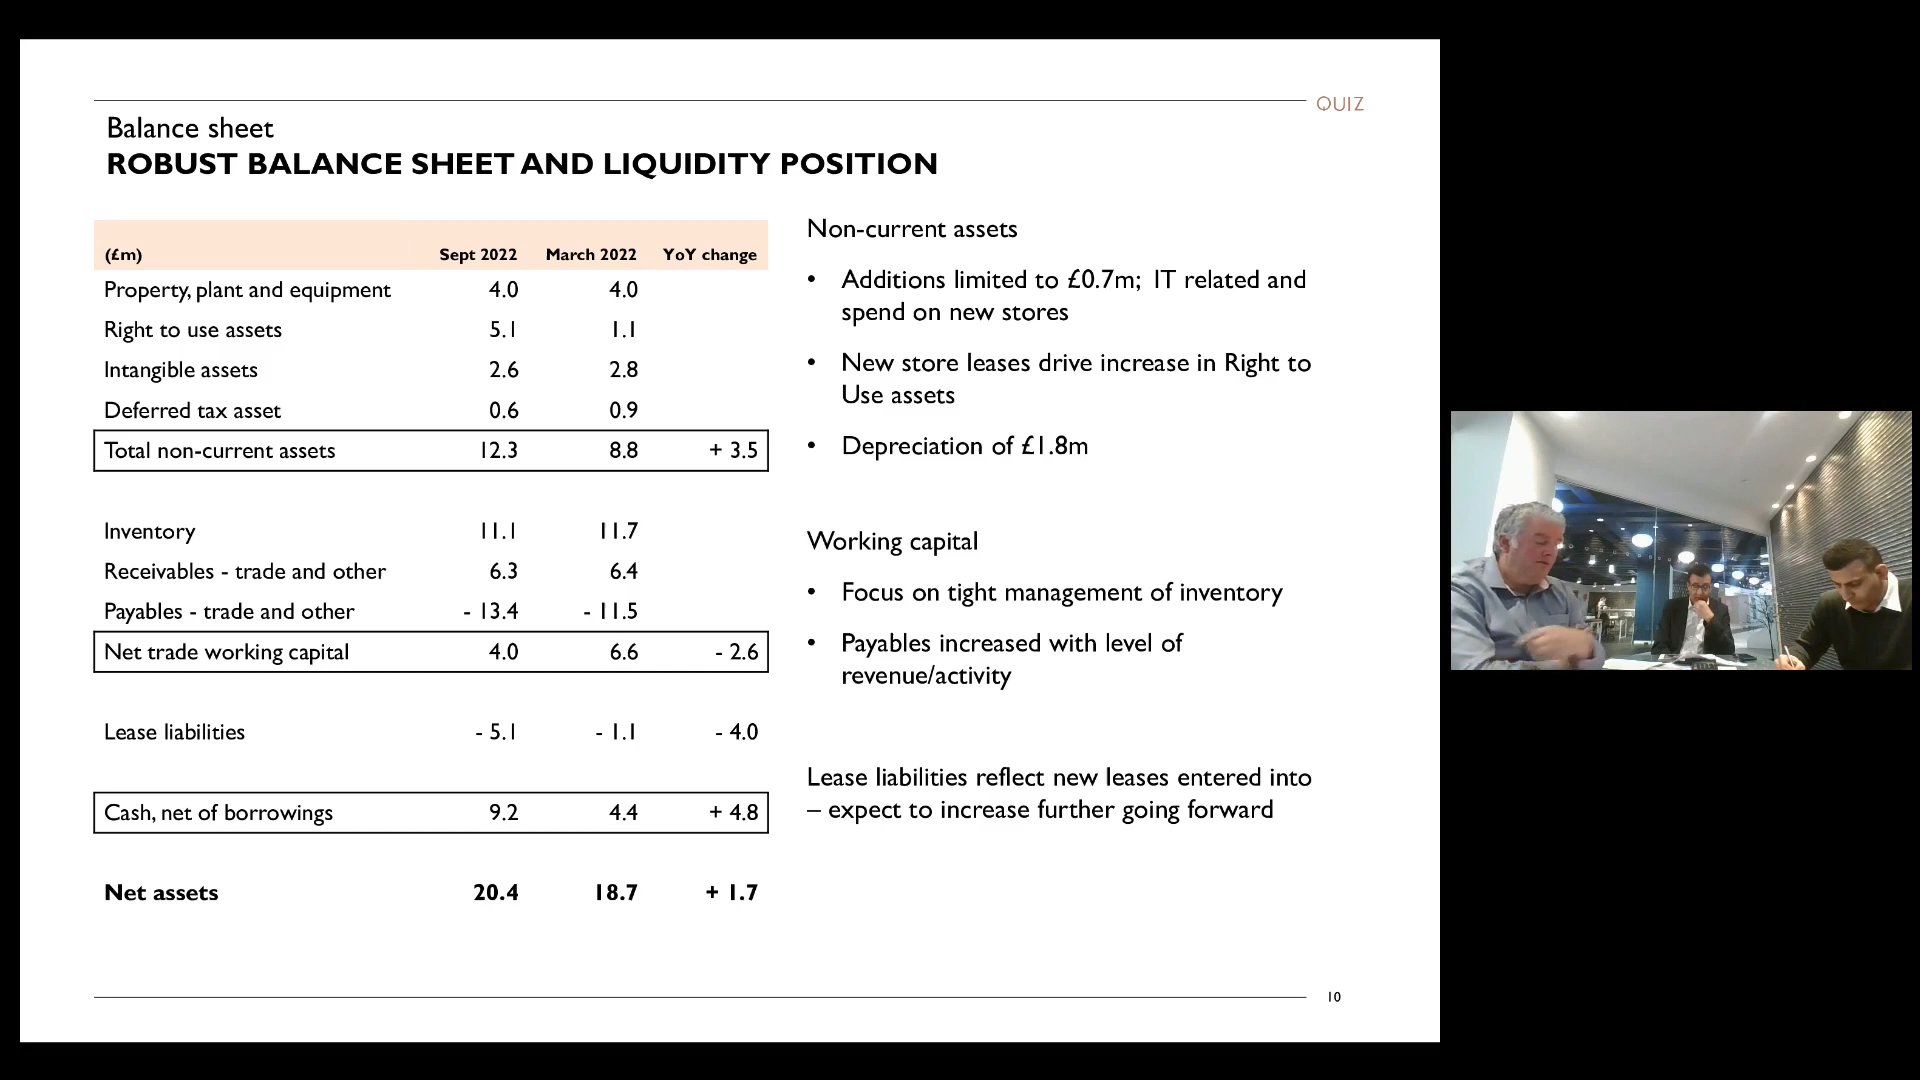 QUIZ
Balance sheet
ROBUST BALANCE SHEET AND LIQUIDITY POSITION
(£m) Sept 2022 March 2022 YoY change
Property, plant and equipment 4.0 4.0
Right to use assets 5.1 1.1
Intangible assets 2.6 2.8
Deferred tax asset 0.6 0.9
Total non-current assets 12.3 8.8 + 3.5
Inventory 11.1 11.7
Receivables - trade and other 6.3 6.4
Payables - trade and other - 13.4 - 11.5
Net trade working capital 4.0 6.6 - 2.6
Lease liabilities - 5.1 - 1.1 - 4.0
Cash, net of borrowings 9.2 4.4 + 4.8
Net assets 20.4 18.7 + 1.7
Non-current assets
• Additions limited to £0.7m; IT related and
spend on new stores
• New store leases drive increase in Right to
Use assets
• Depreciation of £1.8m
Working capital
• Focus on tight management of inventory
• Payables increased with level of
revenue/activity
Lease liabilities reflect new leases entered into
– expect to increase further going forward
10